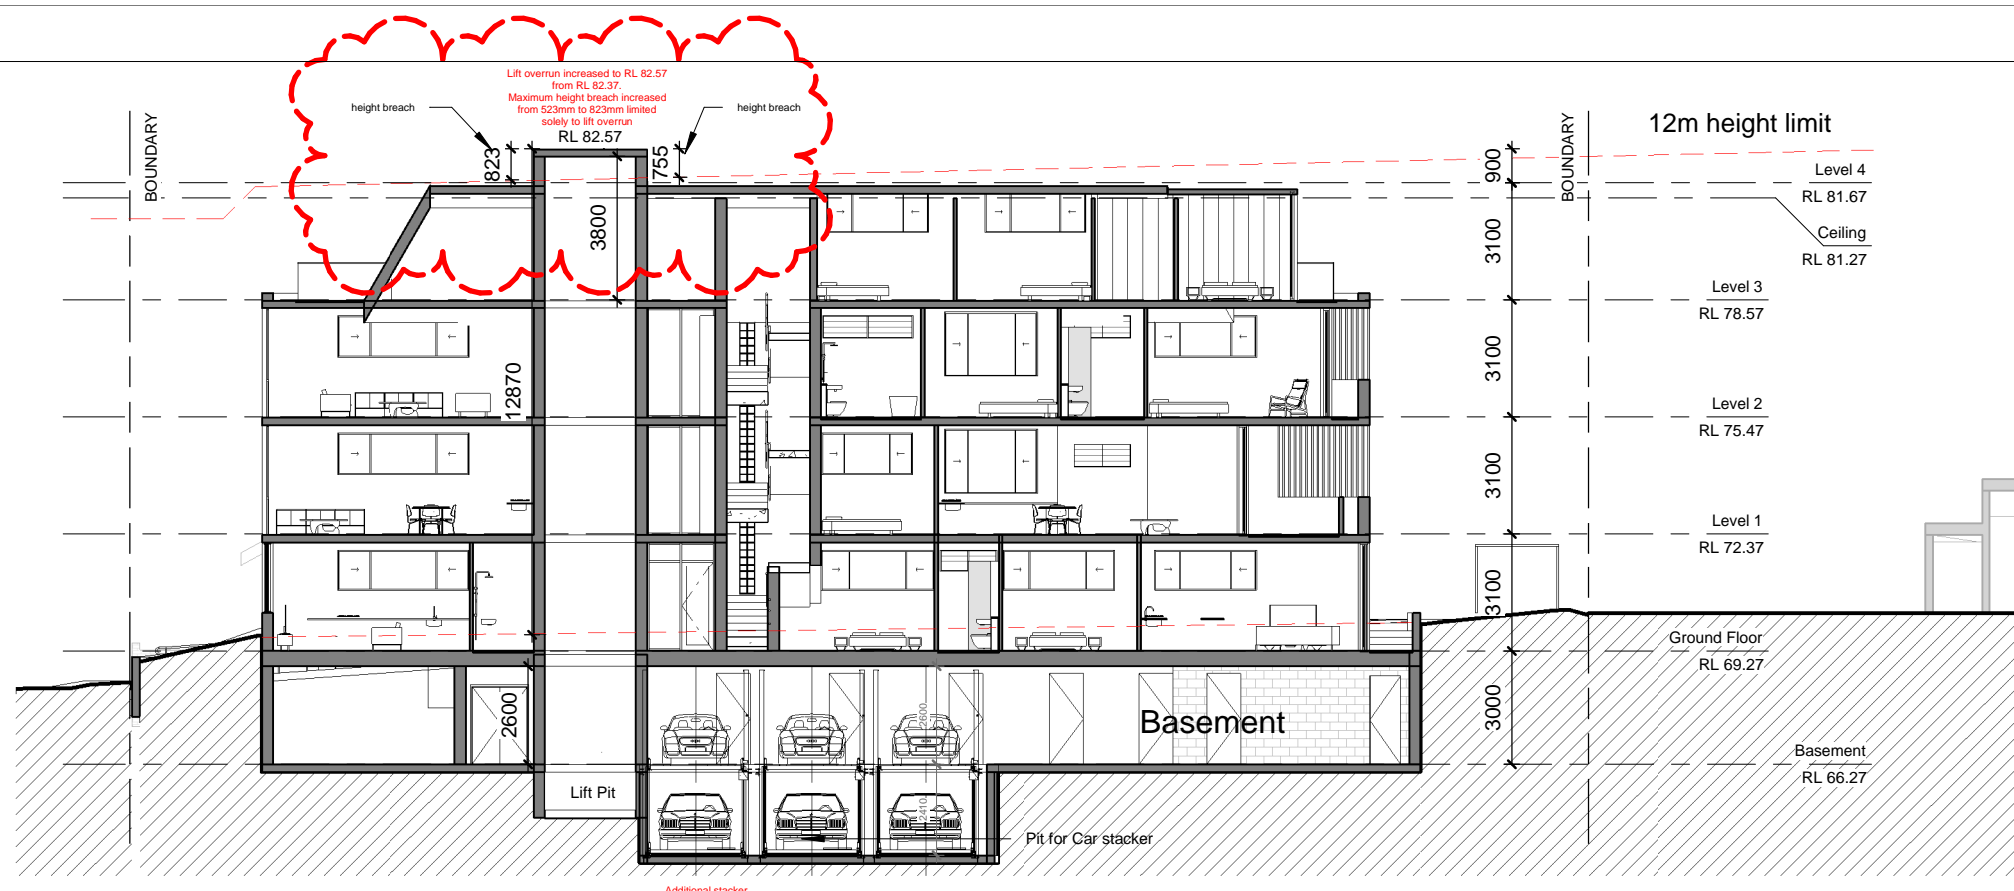 Lift overrun increased to RL 82.57
from RL 82.37.
Maximum height breach increased
from 523mm to 823mm limited
solely to lift overrun
RL 82.57
height breach
height breach
BOUNDARY
BOUNDARY
12m height limit
823
755
900
Level 4
RL 81.67
3800
3100
Ceiling
RL 81.27
Level 3
RL 78.57
12870
3100
Level 2
RL 75.47
3100
Level 1
RL 72.37
3100
Ground Floor
RL 69.27
2600
2600
Basement
3000
Basement
RL 66.27
Lift Pit
2410
Pit for Car stacker
Additional stacker